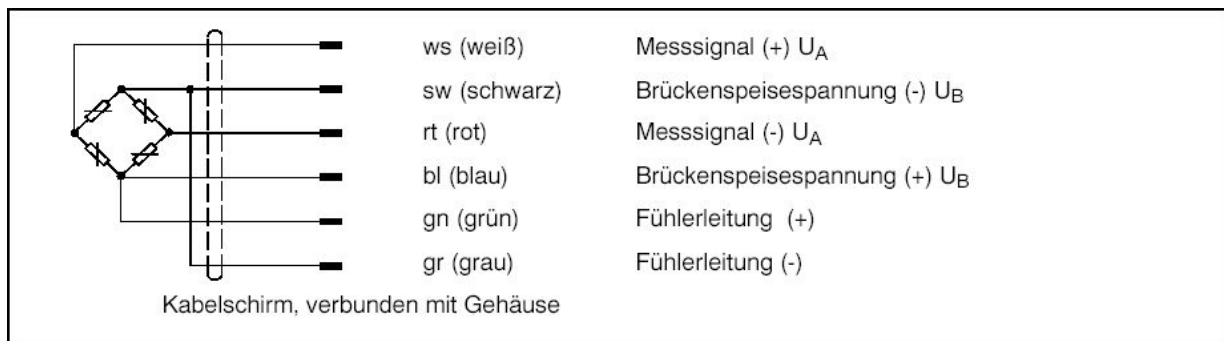 ws (weiß) Messsignal (+) UA
sw (schwarz) Brückenspeisespannung (-) UB
rt (rot) Messsignal (-) UA
bl (blau) Brückenspeisespannung (+) UB
gn (grün) Fühlerleitung (+)
gr (grau) Fühlerleitung (-)
Kabelschirm, verbunden mit Gehäuse